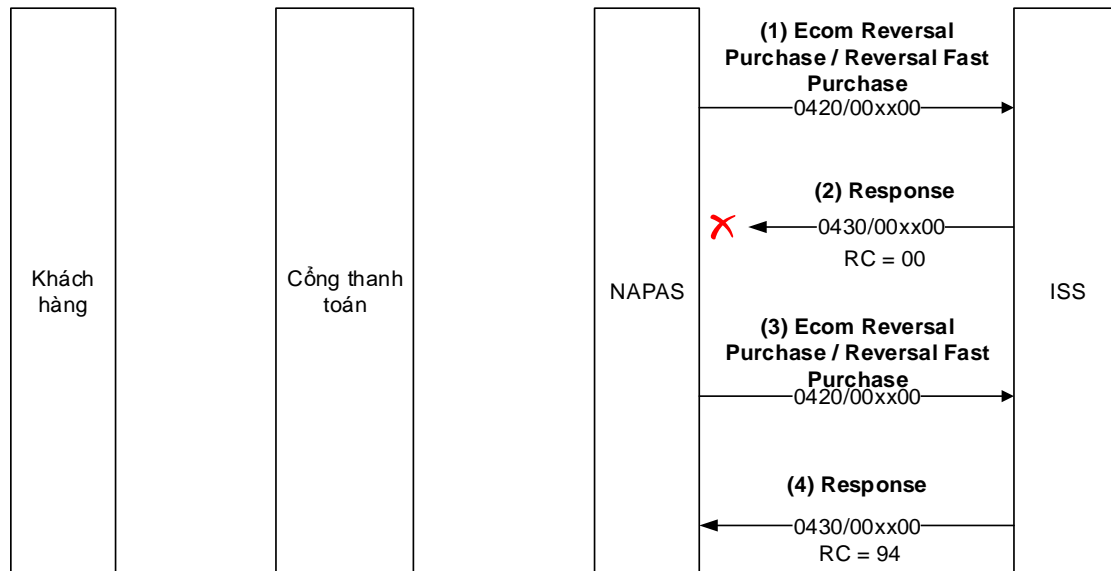 (1) Ecom Reversal
Purchase / Reversal Fast
Purchase
0420/00xx00
(2) Response
0430/00xx00
RC = 00
Khách
hàng
Cổng thanh
toán
NAPAS
ISS
(3) Ecom Reversal
Purchase / Reversal Fast
Purchase
0420/00xx00
(4) Response
0430/00xx00
RC = 94